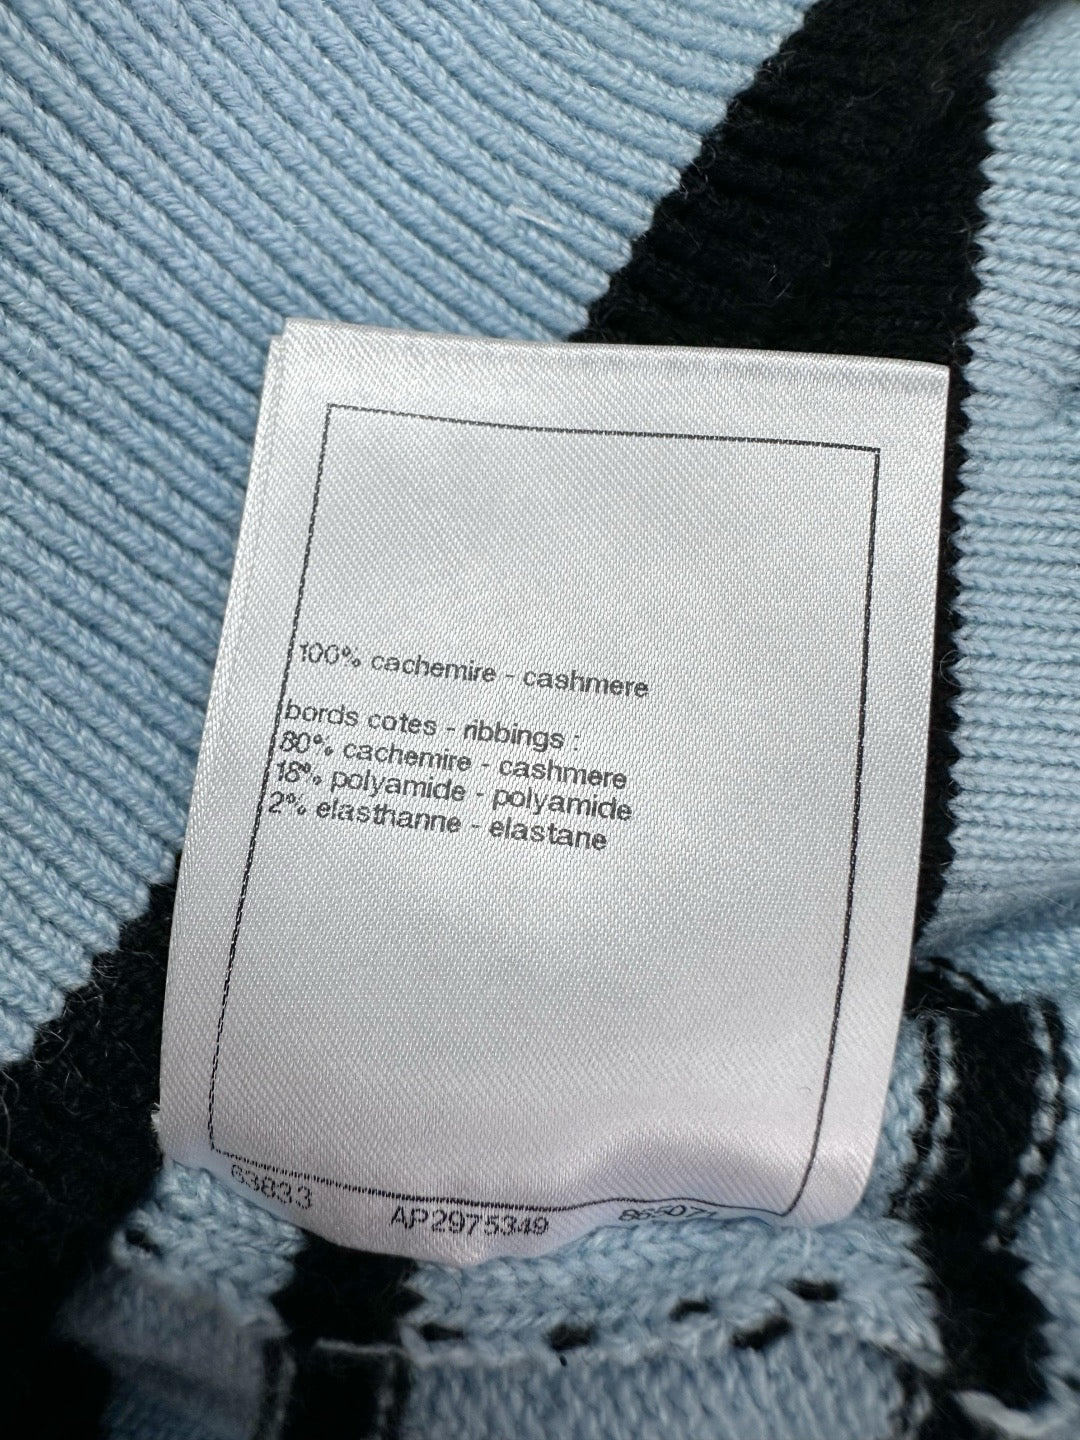 100% cachemire - cashmere
bords cotes - ribbings :
80% cachemire - cashmere
18% polyamide - polyamide
2% elasthanne - elastane
63833
AP2975349